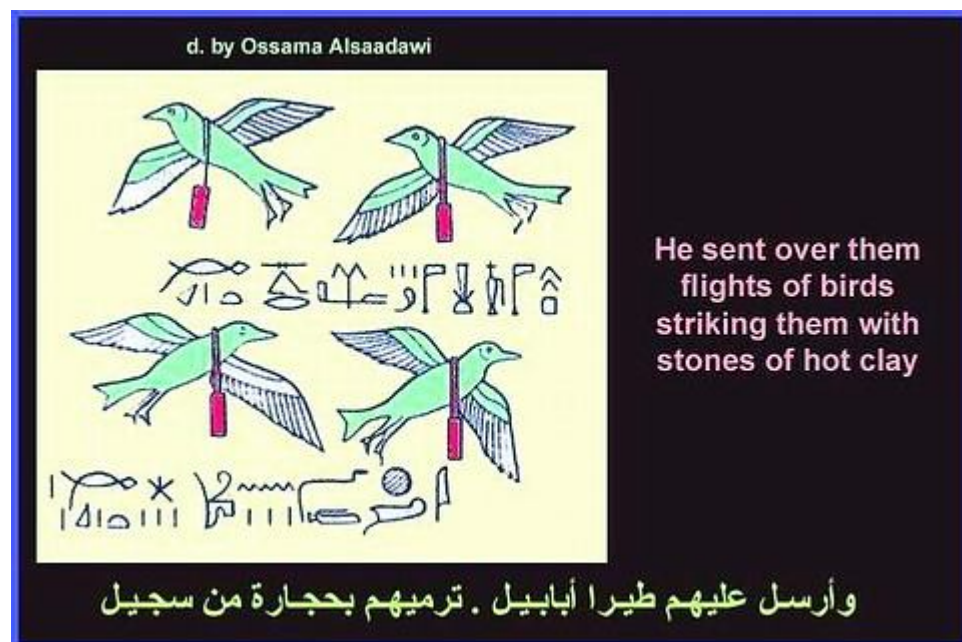 d. by Ossama Alsaadawi
He sent over them
flights of birds
striking them with
stones of hot clay
وأرسل عليهم طيرا أبابيل . ترميهم بحجارة من سجيل